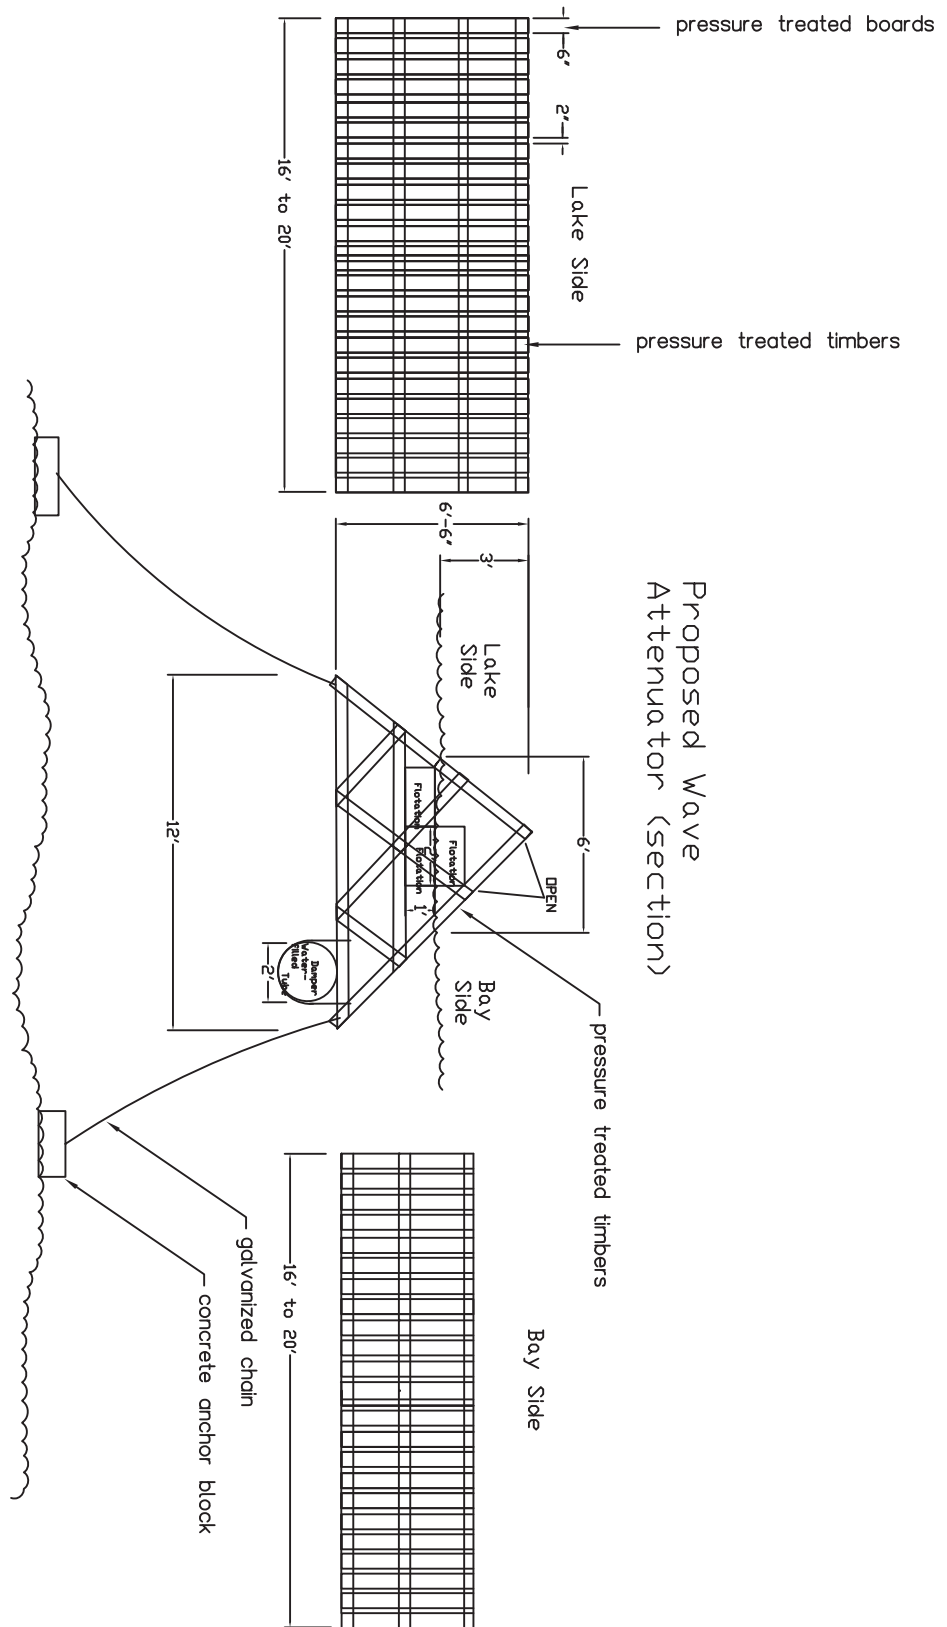 pressure treated boards
6"
2"
Lake Side
16' to 20'
pressure treated timbers
Proposed Wave
Attenuator (section)
6'-6"
3'
Lake
Side
6'
OPEN
Flotation
Flotation
Flotation
2'
1'
12'
Damper
Water-
filled Tube
2'
Bay
Side
pressure treated timbers
galvanized chain
concrete anchor block
16' to 20'
Bay Side